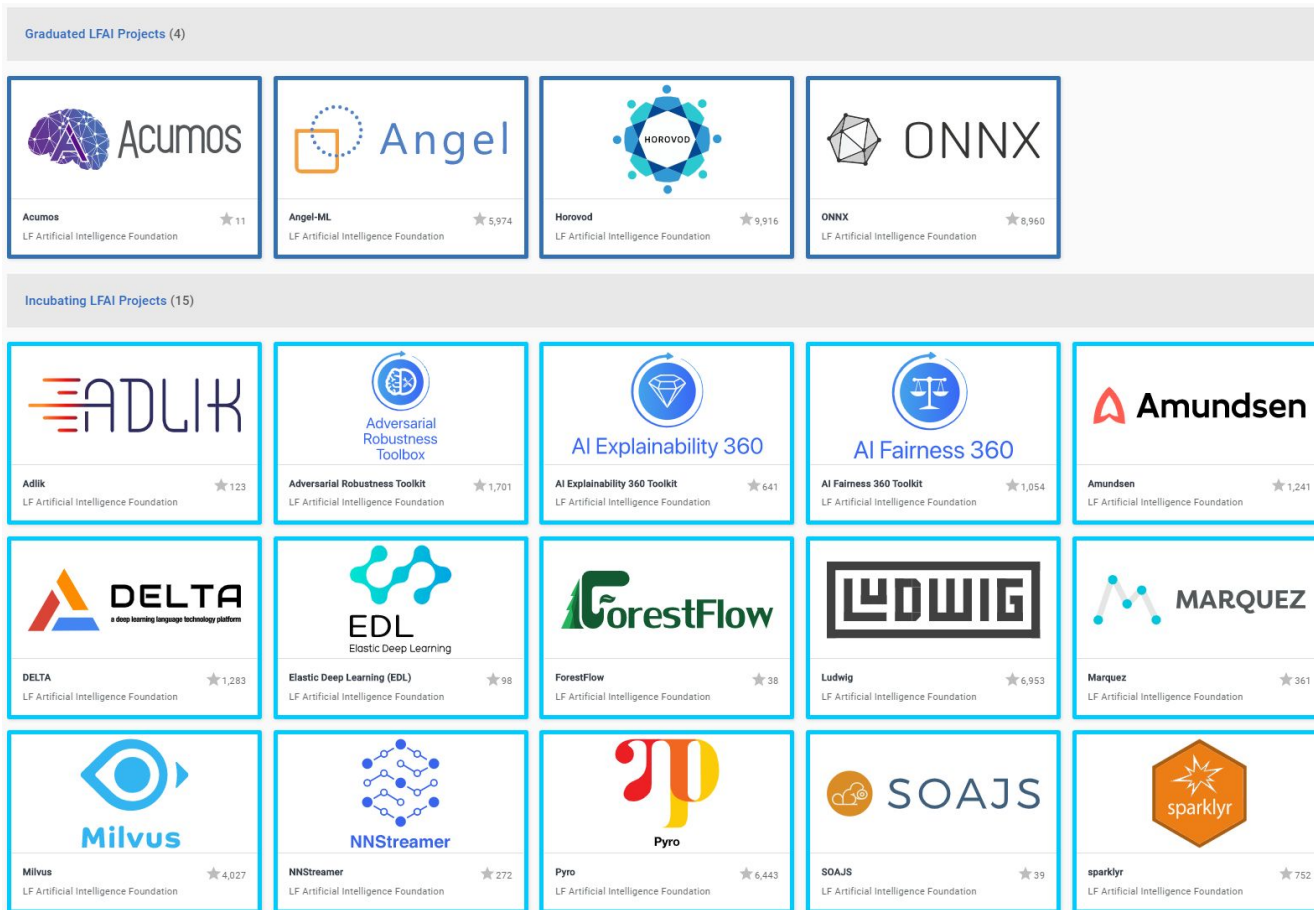 Graduated LFAI Projects (4)
Acumos
Angel
HOROVOD
ONNX
Acumos ★ 11
LF Artificial Intelligence Foundation
Angel-ML ★ 5,974
LF Artificial Intelligence Foundation
Horovod ★ 9,916
LF Artificial Intelligence Foundation
ONNX ★ 8,960
LF Artificial Intelligence Foundation
Incubating LFAI Projects (15)
ADLIK
Adversarial
Robustness
Toolbox
AI Explainability 360
AI Fairness 360
Amundsen
Adlik ★ 123
LF Artificial Intelligence Foundation
Adversarial Robustness Toolkit ★ 1,701
LF Artificial Intelligence Foundation
AI Explainability 360 Toolkit ★ 641
LF Artificial Intelligence Foundation
AI Fairness 360 Toolkit ★ 1,054
LF Artificial Intelligence Foundation
Amundsen ★ 1,241
LF Artificial Intelligence Foundation
DELTA
a deep learning language technology platform
EDL
Elastic Deep Learning
ForestFlow
LUDWIG
MARQUEZ
DELTA ★ 1,283
LF Artificial Intelligence Foundation
Elastic Deep Learning (EDL) ★ 98
LF Artificial Intelligence Foundation
ForestFlow ★ 38
LF Artificial Intelligence Foundation
Ludwig ★ 6,953
LF Artificial Intelligence Foundation
Marquez ★ 361
LF Artificial Intelligence Foundation
Milvus
NNStreamer
Pyro
SOAJS
sparklyr
Milvus ★ 4,027
LF Artificial Intelligence Foundation
NNStreamer ★ 272
LF Artificial Intelligence Foundation
Pyro ★ 6,443
LF Artificial Intelligence Foundation
SOAJS ★ 39
LF Artificial Intelligence Foundation
sparklyr ★ 752
LF Artificial Intelligence Foundation